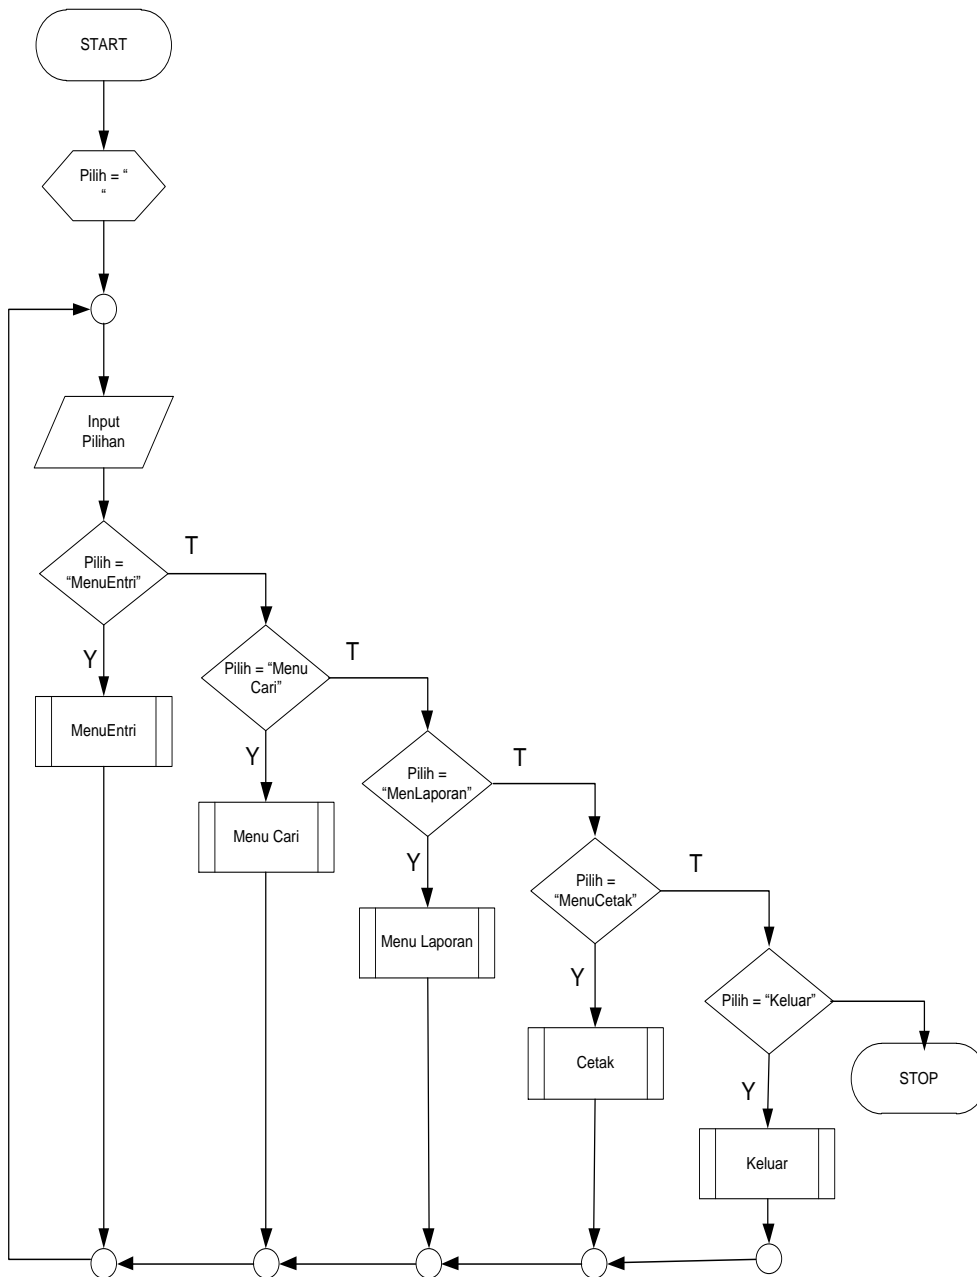 START
Pilih = “
“
Input
Pilihan
Pilih =
“MenuEntri”
T
Y
MenuEntri
Pilih = “Menu
Cari”
T
Y
Menu Cari
Pilih =
“MenLaporan”
T
Y
Menu Laporan
Pilih =
“MenuCetak”
T
Y
Cetak
Pilih = “Keluar”
Y
Keluar
STOP